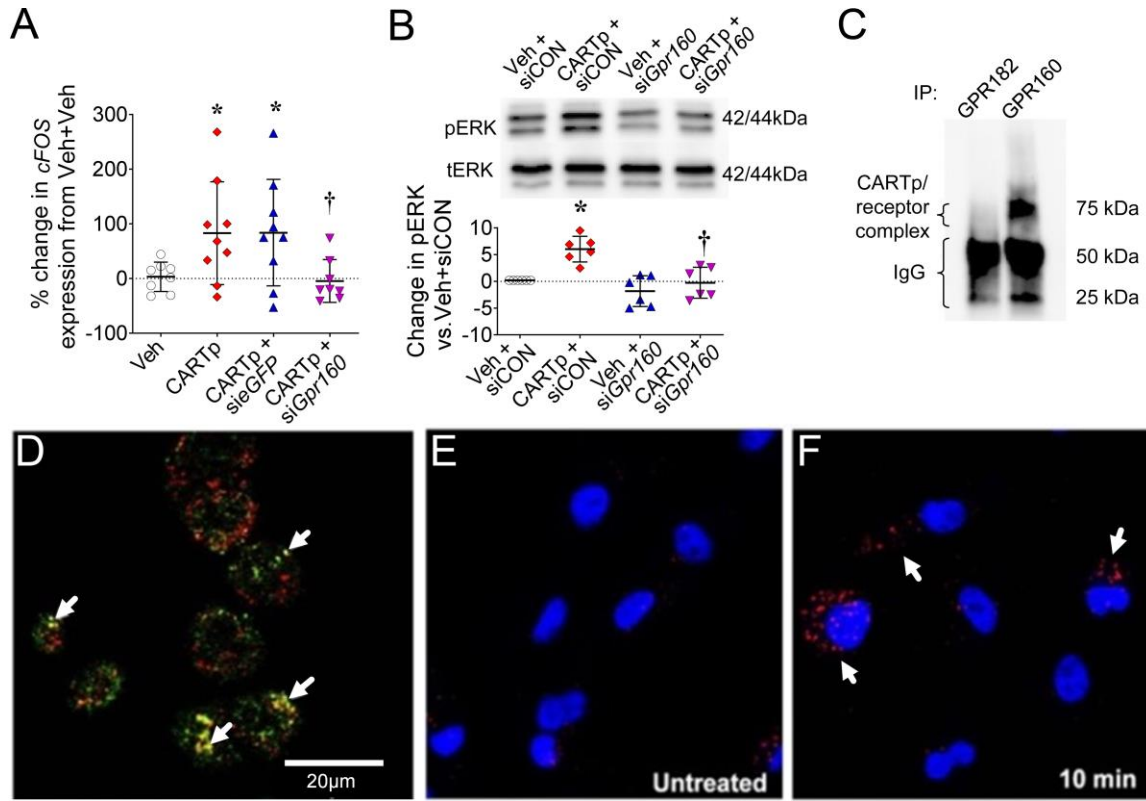 A
% change in cFOS
expression from Veh+Veh
300
200
100
0
-100
*
*
†
Veh
CARTp
CARTp +
sieGFP
CARTp +
siGpr160
B
Veh +
siCON
CARTp +
siCON
Veh +
siGpr160
CARTp +
siGpr160
pERK
42/44kDa
tERK
42/44kDa
Change in pERK
vs.Veh+siCON
10
5
0
-5
-10
*
†
Veh +
siCON
CARTp +
siCON
Veh +
siGpr160
CARTp +
siGpr160
C
IP:
GPR182
GPR160
CARTp/
receptor
complex
75 kDa
IgG
50 kDa
25 kDa
D
20µm
E
Untreated
F
10 min